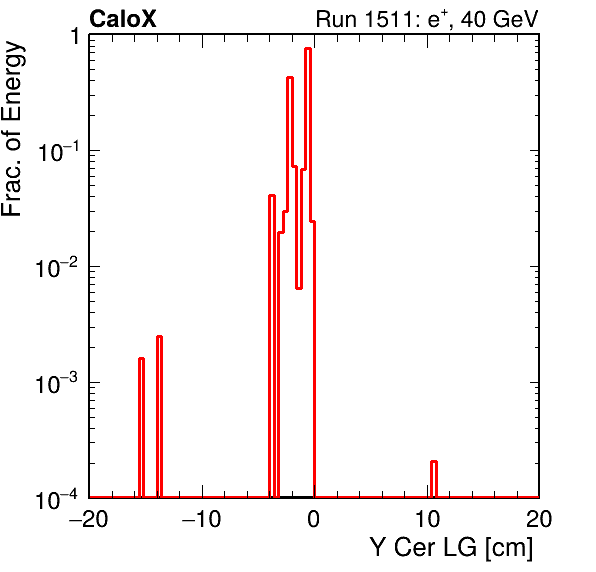 CaloX Run 1511: e⁺, 40 GeV
Frac. of Energy
1
10⁻¹
10⁻²
10⁻³
10⁻⁴
−20 −10 0 10 20
Y Cer LG [cm]